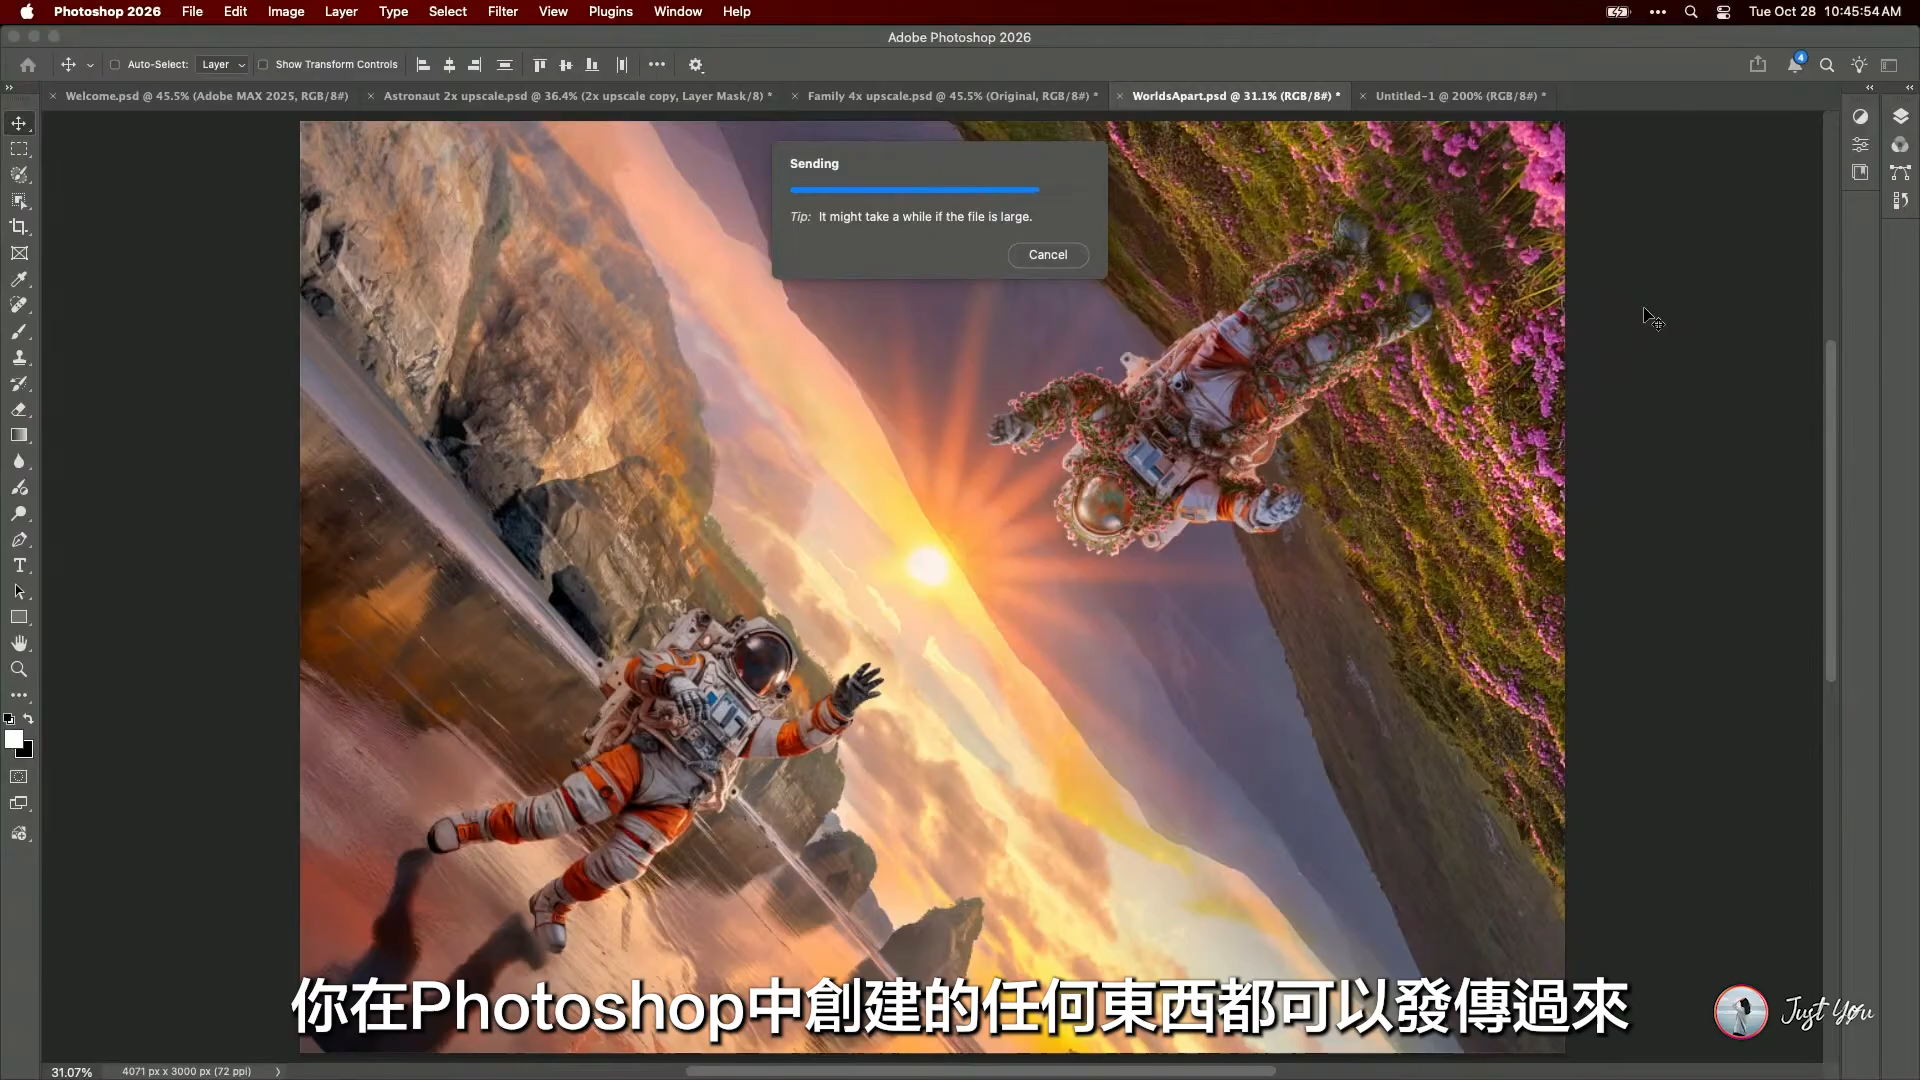 Photoshop 2026 File Edit Image Layer Type Select Filter View Plugins Window Help Tue Oct 28 10:45:54 AM
Adobe Photoshop 2026
Auto-Select: Layer Show Transform Controls 4
Welcome.psd @ 45.5% (Adobe MAX 2025, RGB/8#) Astronaut 2x upscale.psd @ 36.4% (2x upscale copy, Layer Mask/8) * Family 4x upscale.psd @ 45.5% (Original, RGB/8#) * WorldsApart.psd @ 31.1% (RGB/8#) * Untitled-1 @ 200% (RGB/8#) *
Sending
Tip: It might take a while if the file is large.
Cancel
你在Photoshop中創建的任何東西都可以發傳過來
Just You
31.07% 4071 px x 3000 px (72 ppi)